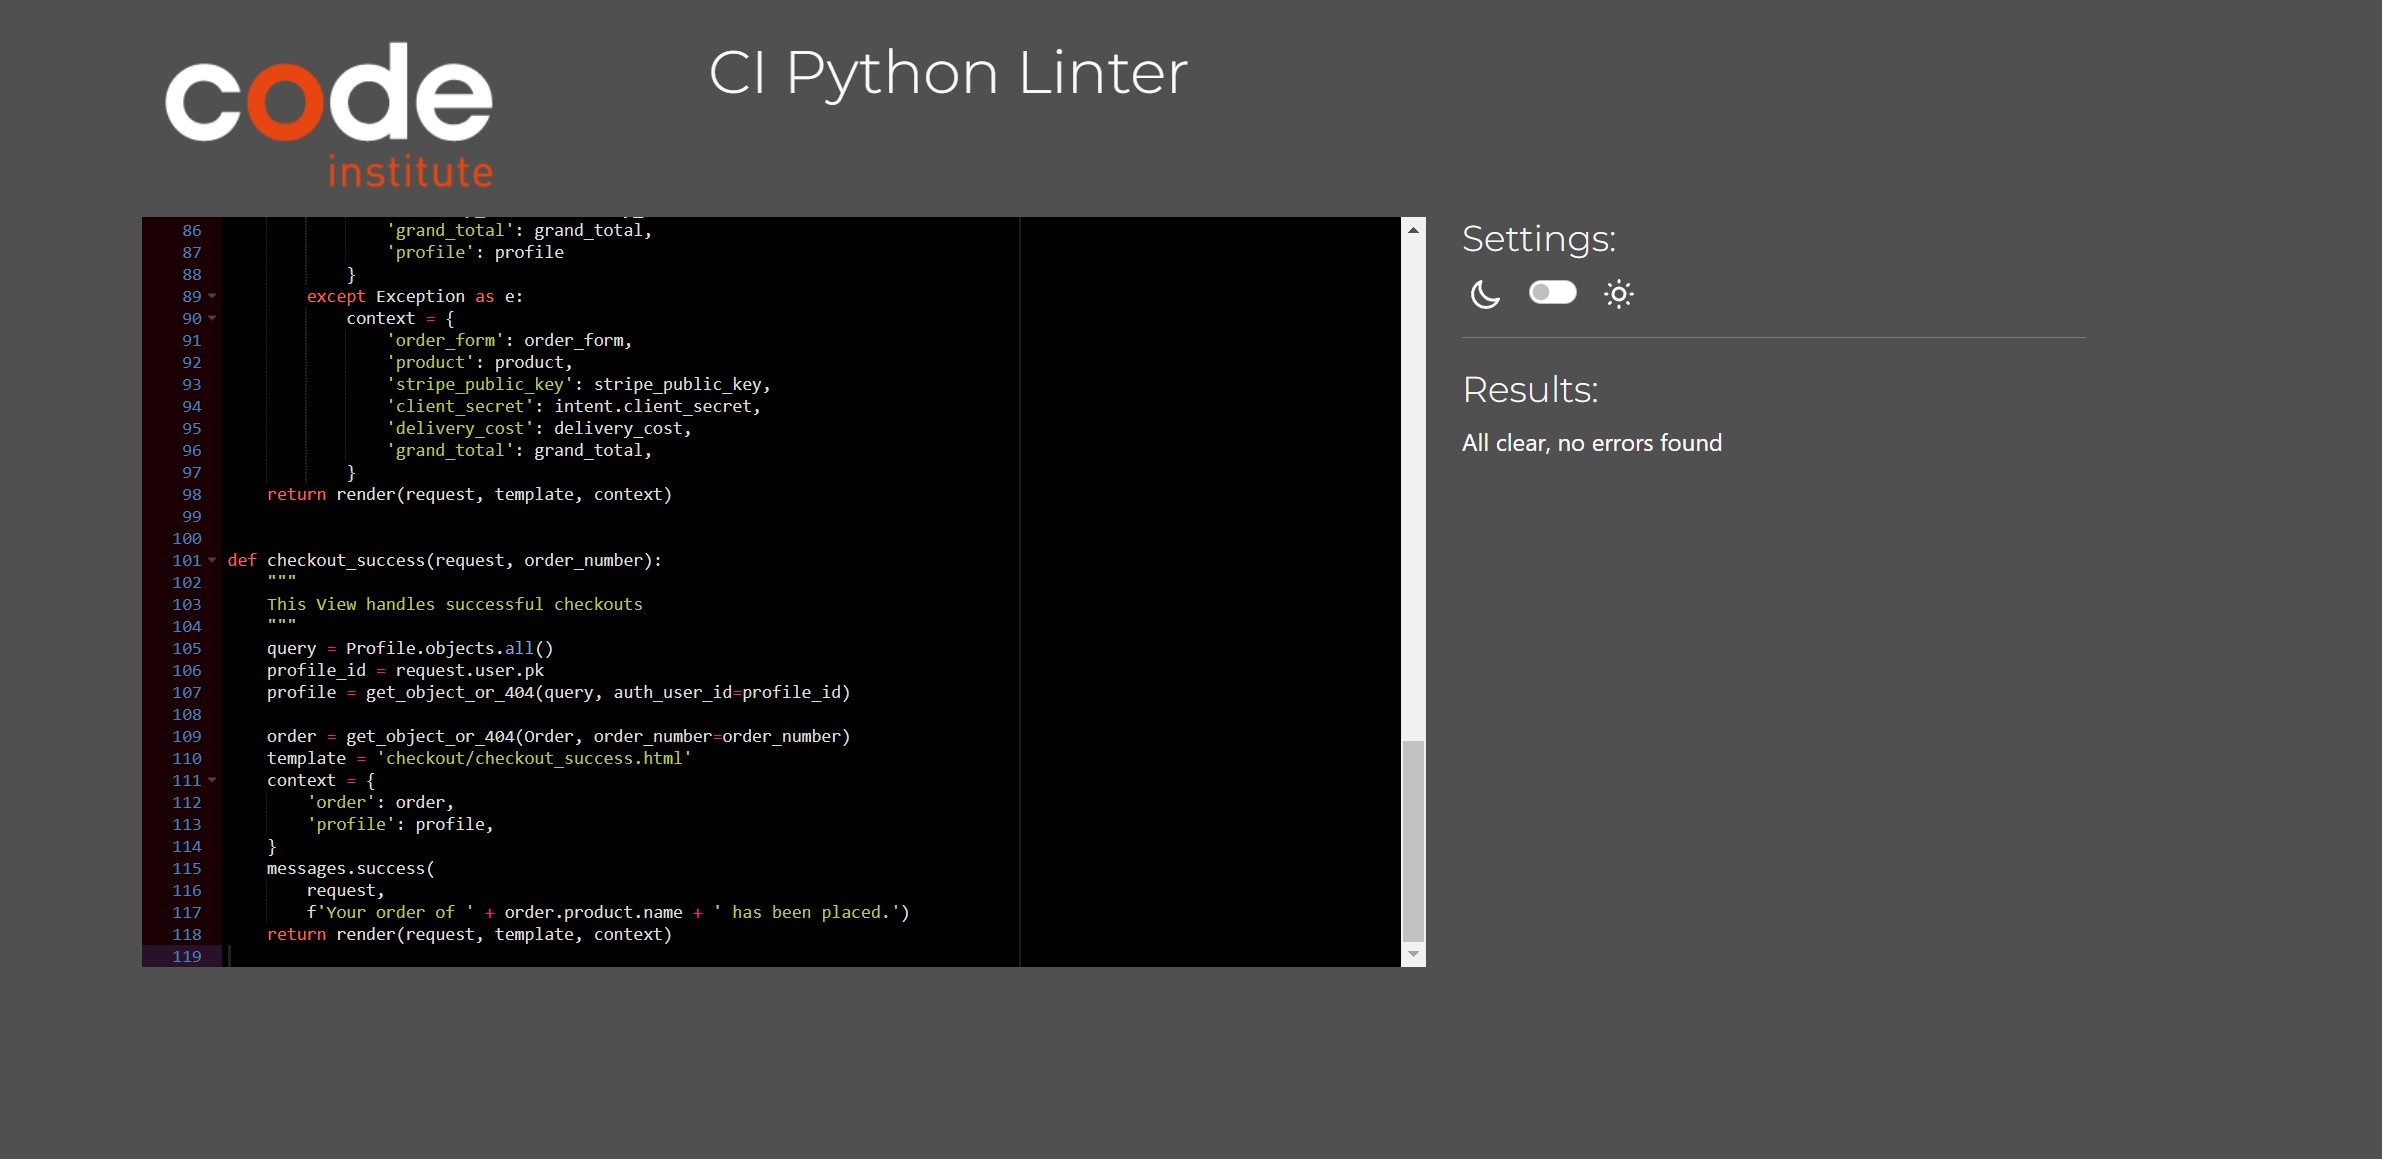 code
institute
CI Python Linter
86 'grand_total': grand_total,
87 'profile': profile
88 }
89 except Exception as e:
90 context = {
91 'order_form': order_form,
92 'product': product,
93 'stripe_public_key': stripe_public_key,
94 'client_secret': intent.client_secret,
95 'delivery_cost': delivery_cost,
96 'grand_total': grand_total,
97 }
98 return render(request, template, context)
99
100
101 def checkout_success(request, order_number):
102 """
103 This View handles successful checkouts
104 """
105 query = Profile.objects.all()
106 profile_id = request.user.pk
107 profile = get_object_or_404(query, auth_user_id=profile_id)
108
109 order = get_object_or_404(Order, order_number=order_number)
110 template = 'checkout/checkout_success.html'
111 context = {
112 'order': order,
113 'profile': profile,
114 }
115 messages.success(
116 request,
117 f'Your order of ' + order.product.name + ' has been placed.')
118 return render(request, template, context)
119
Settings:
Results:
All clear, no errors found